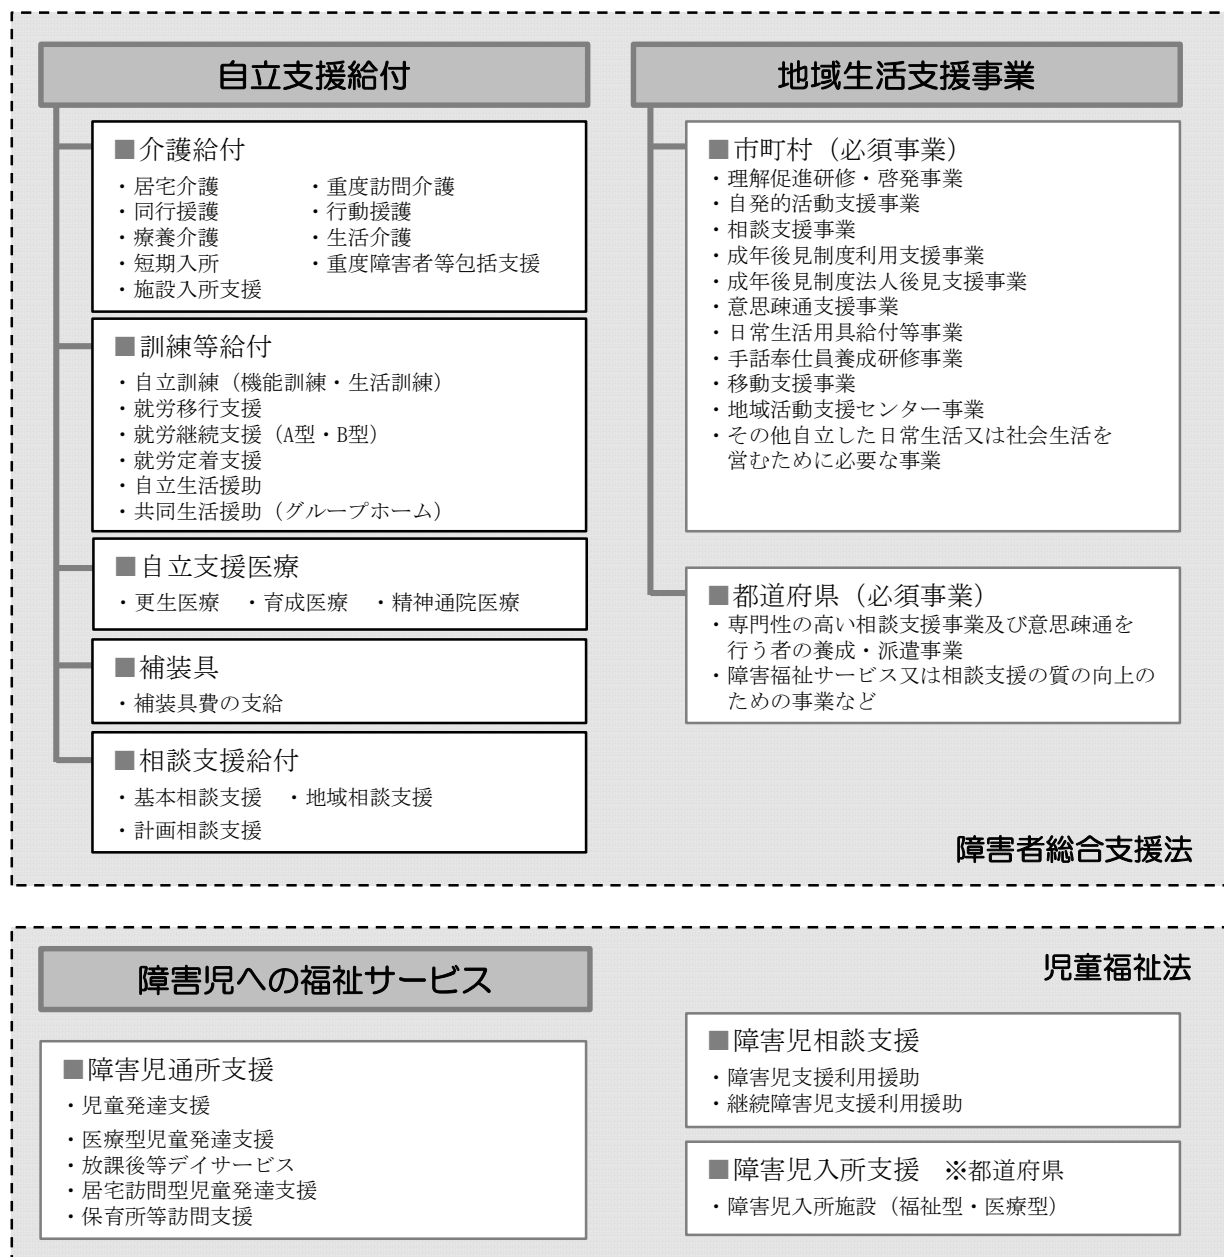 自立支援給付
■介護給付
・居宅介護 ・重度訪問介護
・同行援護 ・行動援護
・療養介護 ・生活介護
・短期入所 ・重度障害者等包括支援
・施設入所支援
■訓練等給付
・自立訓練（機能訓練・生活訓練）
・就労移行支援
・就労継続支援（A型・B型）
・就労定着支援
・自立生活援助
・共同生活援助（グループホーム）
■自立支援医療
・更生医療 ・育成医療 ・精神通院医療
■補装具
・補装具費の支給
■相談支援給付
・基本相談支援 ・地域相談支援
・計画相談支援
地域生活支援事業
■市町村（必須事業）
・理解促進研修・啓発事業
・自発的活動支援事業
・相談支援事業
・成年後見制度利用支援事業
・成年後見制度法人後見支援事業
・意思疎通支援事業
・日常生活用具給付等事業
・手話奉仕員養成研修事業
・移動支援事業
・地域活動支援センター事業
・その他自立した日常生活又は社会生活を
営むために必要な事業
■都道府県（必須事業）
・専門性の高い相談支援事業及び意思疎通を
行う者の養成・派遣事業
・障害福祉サービス又は相談支援の質の向上の
ための事業など
障害者総合支援法
障害児への福祉サービス
児童福祉法
■障害児通所支援
・児童発達支援
・医療型児童発達支援
・放課後等デイサービス
・居宅訪問型児童発達支援
・保育所等訪問支援
■障害児相談支援
・障害児支援利用援助
・継続障害児支援利用援助
■障害児入所支援 ※都道府県
・障害児入所施設（福祉型・医療型）